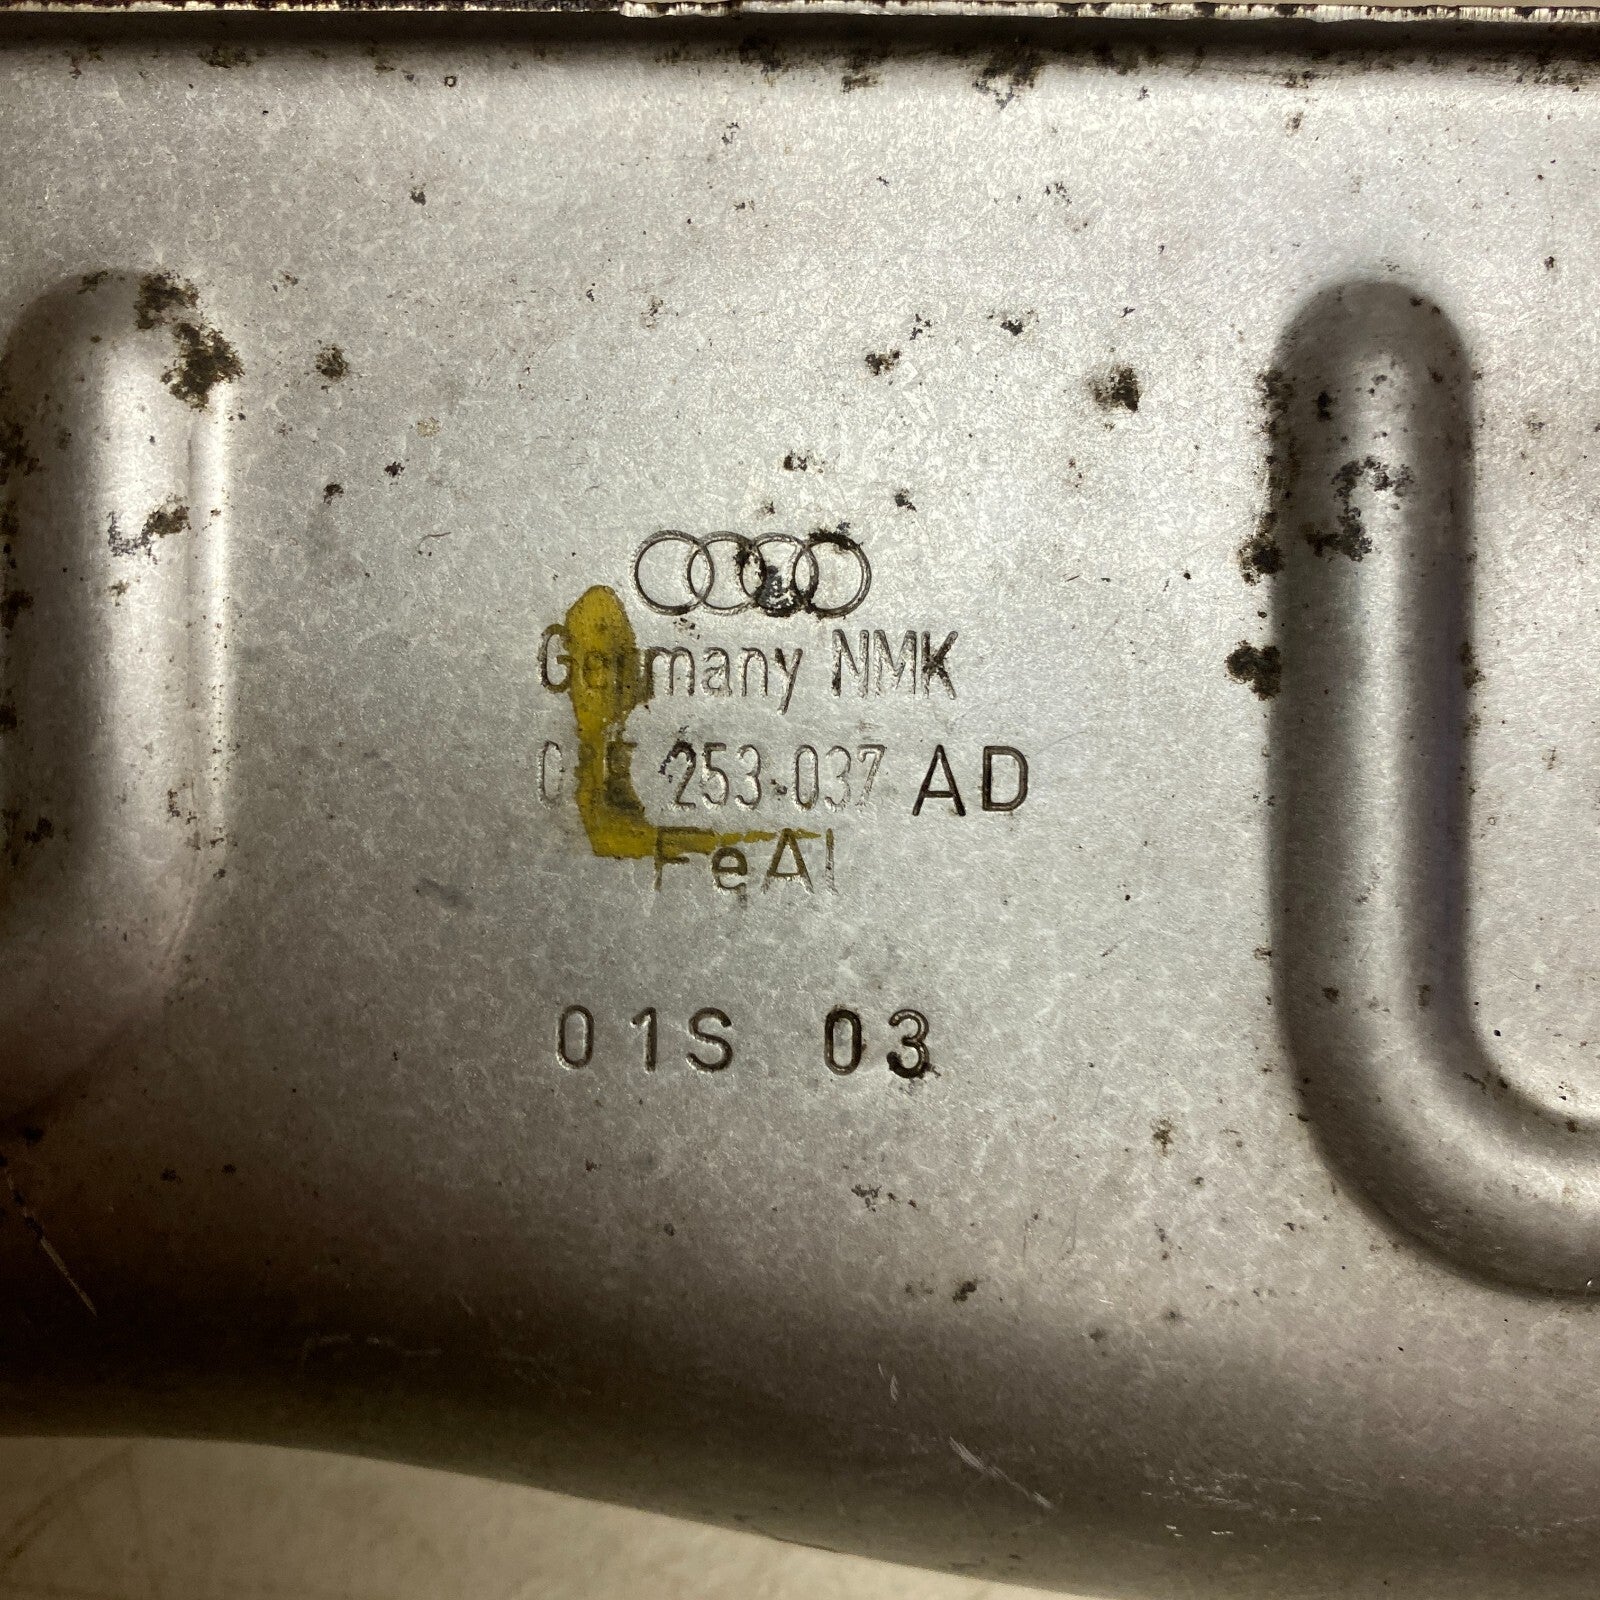 Germany NMK
253.037 AD
FeAl
01S 03